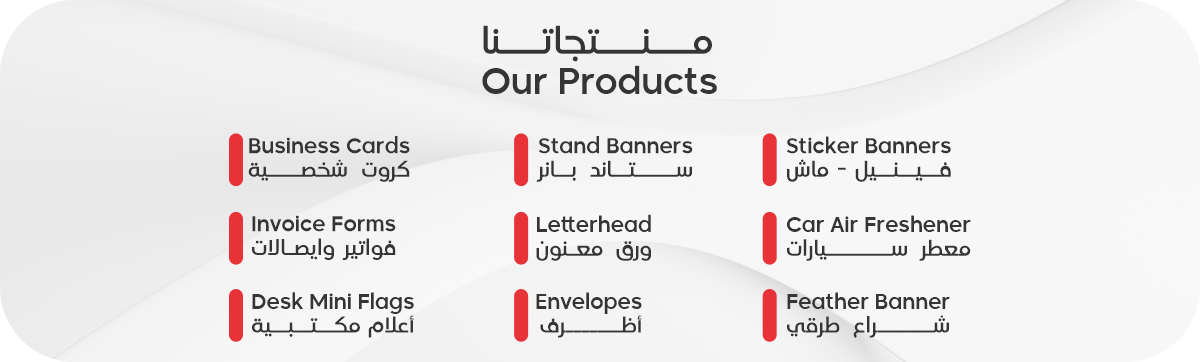 منتجاتنا
Our Products
Business Cards
كروت شخصية
Stand Banners
ستاند بانر
Sticker Banners
فينيل - ماش
Invoice Forms
فواتير وايصالات
Letterhead
ورق معنون
Car Air Freshener
معطر سيارات
Desk Mini Flags
أعلام مكتبية
Envelopes
أظرف
Feather Banner
شراع طرقي